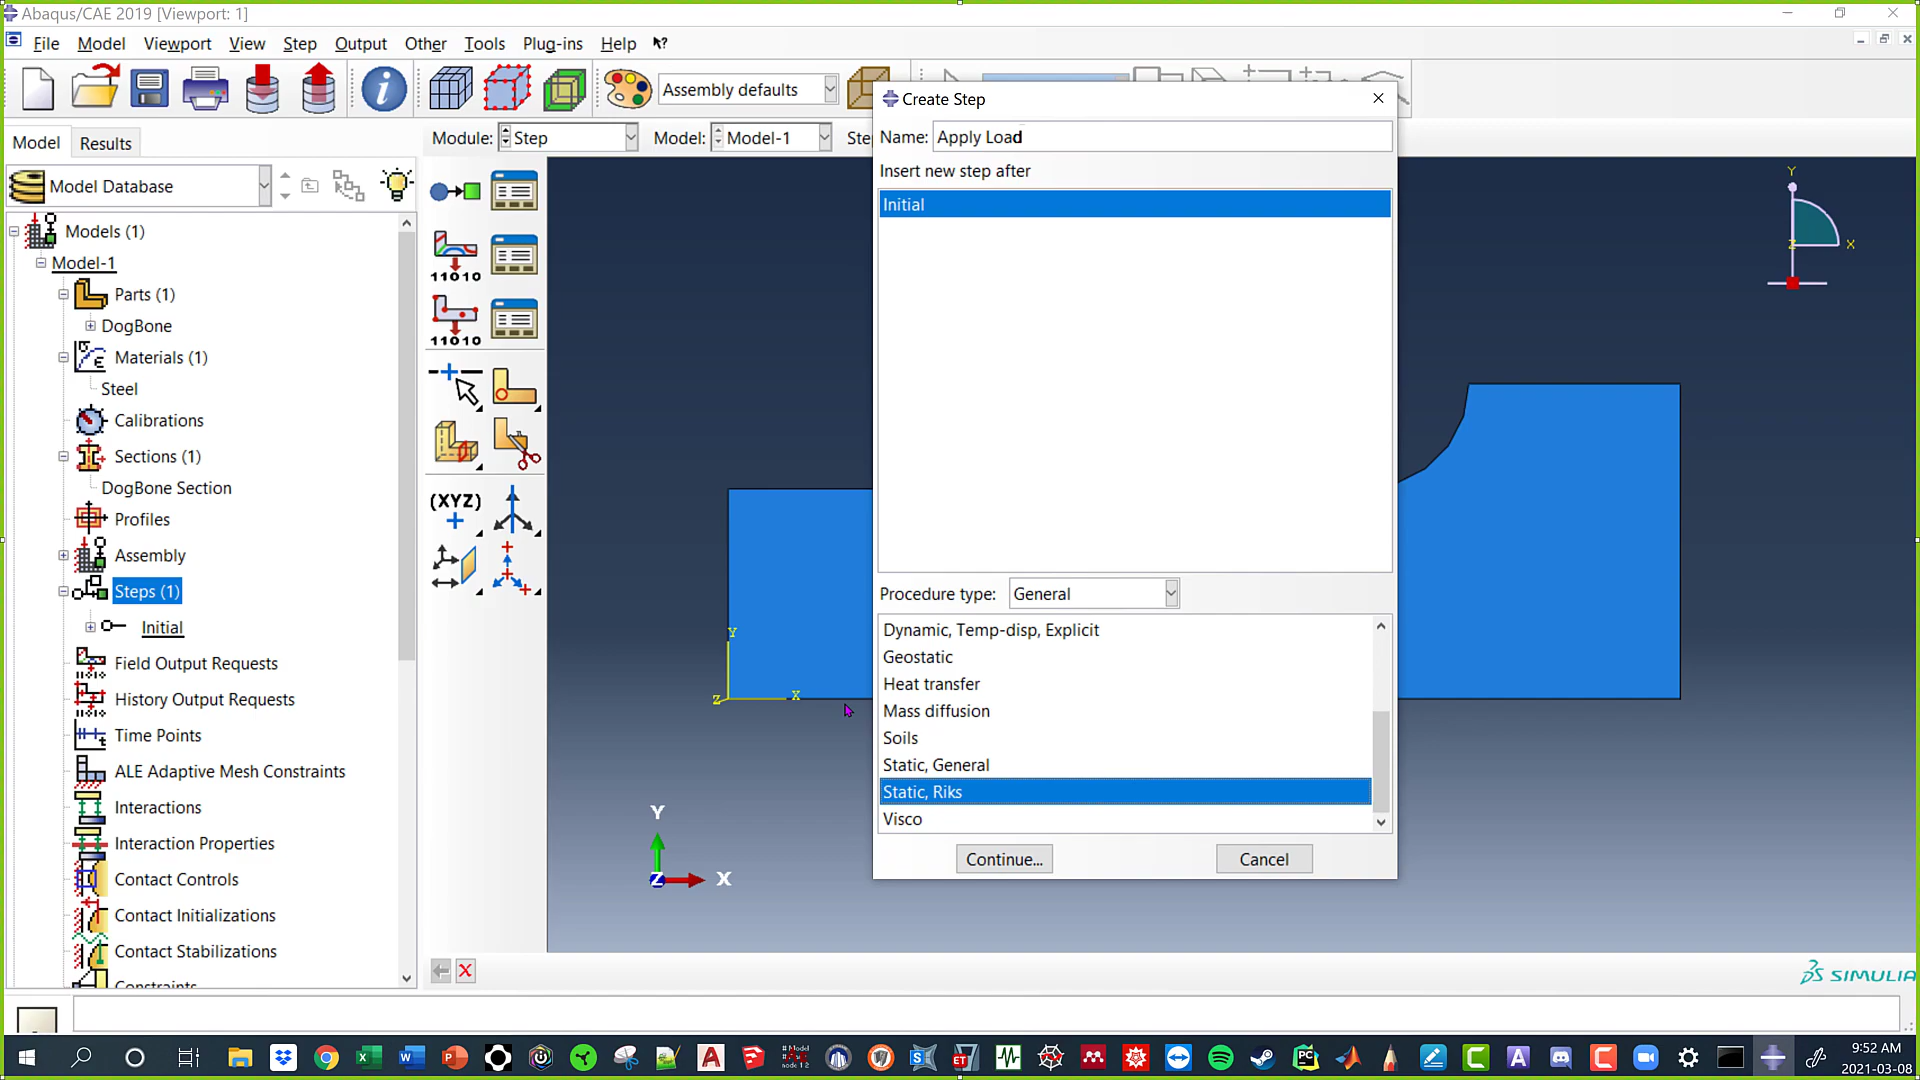 Abaqus/CAE 2019 [Viewport: 1]
File Model Viewport View Step Output Other Tools Plug-ins Help
Assembly defaults
Model Results
Module: Step Model: Model-1 Ste
Model Database
Models (1)
Model-1
Parts (1)
DogBone
Materials (1)
Steel
Calibrations
Sections (1)
DogBone Section
Profiles
Assembly
Steps (1)
Initial
Field Output Requests
History Output Requests
Time Points
ALE Adaptive Mesh Constraints
Interactions
Interaction Properties
Contact Controls
Contact Initializations
Contact Stabilizations
Constraints
11010
11010
(XYZ)
Create Step
Name: Apply Load
Insert new step after
Initial
Procedure type: General
Dynamic, Temp-disp, Explicit
Geostatic
Heat transfer
Mass diffusion
Soils
Static, General
Static, Riks
Visco
Continue... Cancel
Y
Z X
Y
Z X
Y
Z X
SIMULIA
9:52 AM
2021-03-08